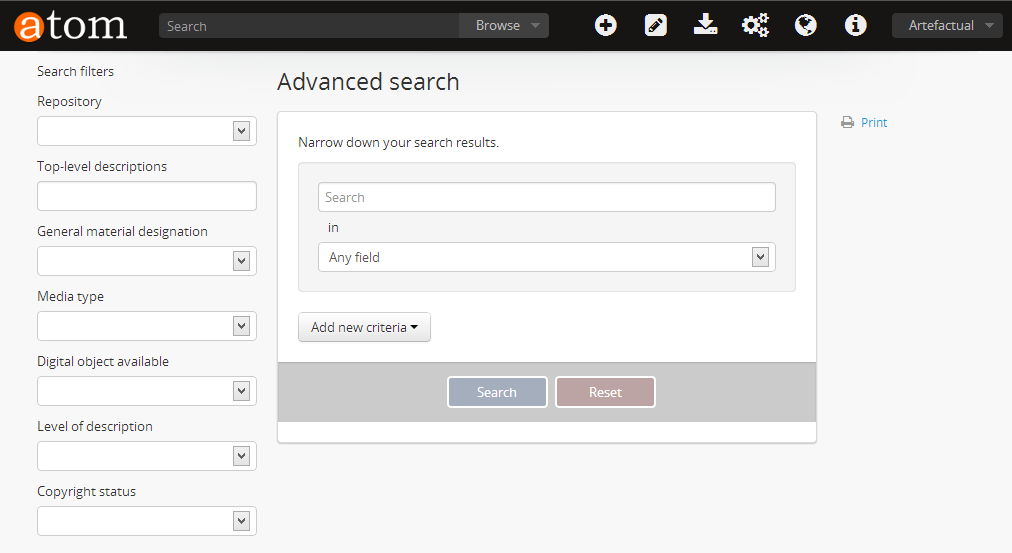 atom
Search
Browse
Artefactual
Search filters
Repository
Top-level descriptions
General material designation
Media type
Digital object available
Level of description
Copyright status
Advanced search
Narrow down your search results.
Search
in
Any field
Add new criteria
Search Reset
Print